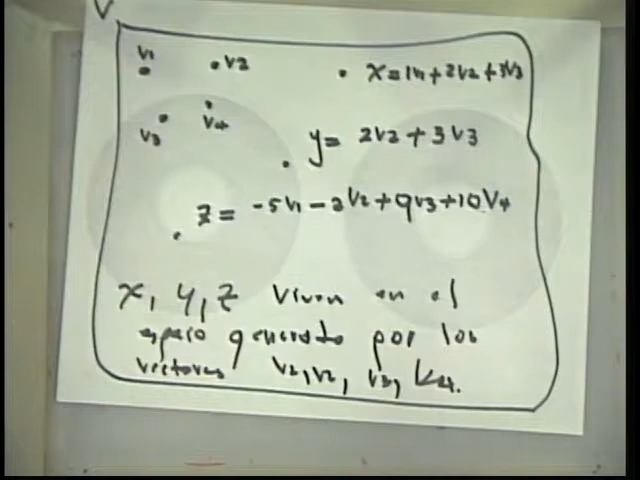 V
V1
V2
x=1V1+2V2+3V3
V3
V4
y= 2V2+3V3
z= -5V1-2V2+9V3+10V4
x, y, z viven en el
espacio generado por los
vectores V2, V2, V3, V4.